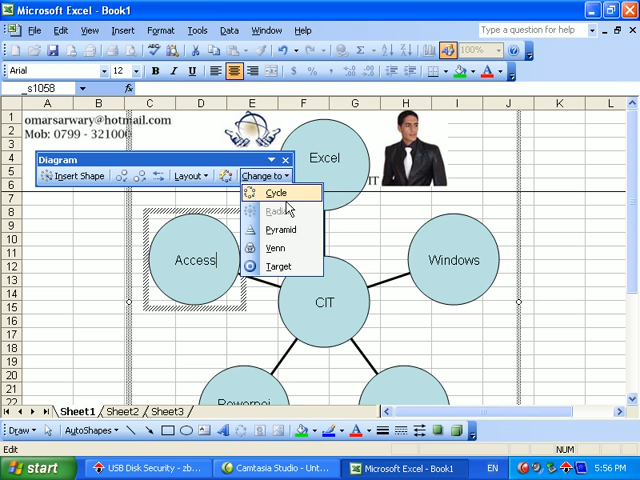 Microsoft Excel - Book1
File Edit View Insert Format Tools Data Window Help
Type a question for help
100%
Arial 12 B I U
_s1058 fx
A B C D E F G H I J K L
omarsarwary@hotmail.com
Mob: 0799 - 321000
IT
Diagram
Insert Shape Layout Change to
Cycle
Radial
Pyramid
Venn
Target
Excel
Access
Windows
CIT
Powerpoi
1
2
3
4
5
6
7
8
9
10
11
12
13
14
15
16
17
18
19
20
21
22
Sheet1 Sheet2 Sheet3
Draw AutoShapes
Edit NUM
start USB Disk Security - zb... Camtasia Studio - Unt... Microsoft Excel - Book1 EN 5:56 PM